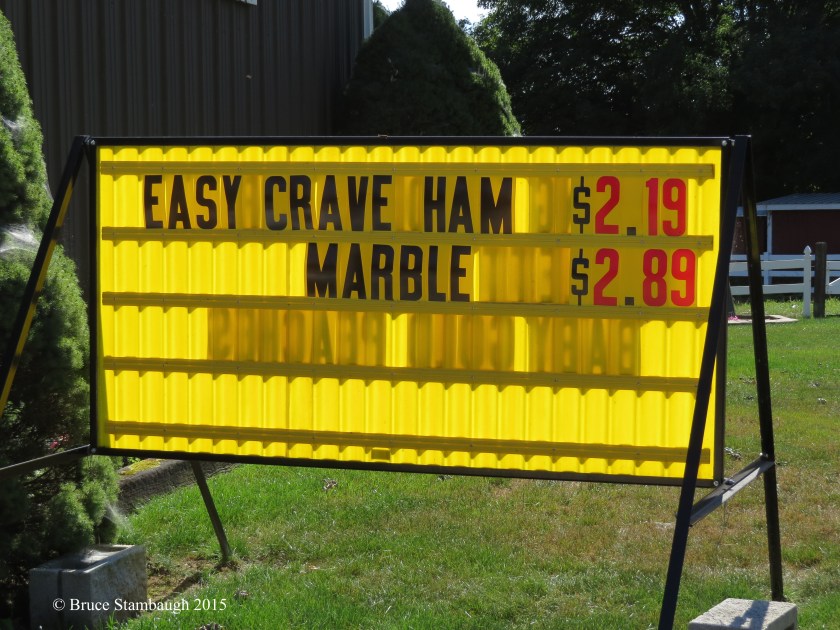 EASY CRAVE HAM $2.19
MARBLE $2.89
© Bruce Stambaugh 2015